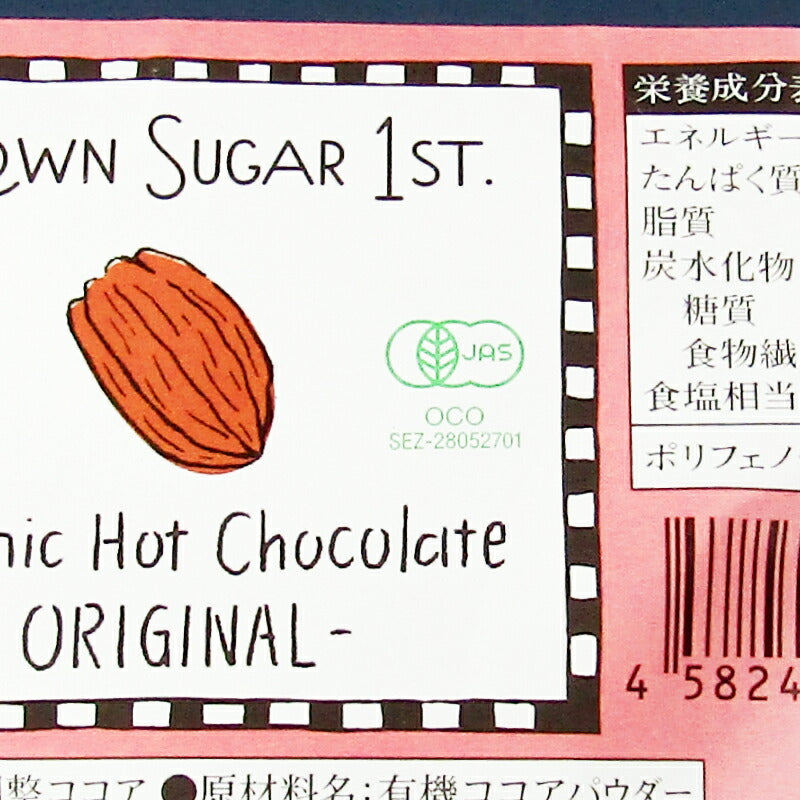 OWN SUGAR 1ST.
JAS
OCO
SEZ-28052701
nic Hot Chocolate
ORIGINAL-
栄養成分表
エネルギー
たんぱく質
脂質
炭水化物
糖質
食物繊
食塩相当
ポリフェノ
4 5824
整ココア ●原材料名:有機ココアパウダー